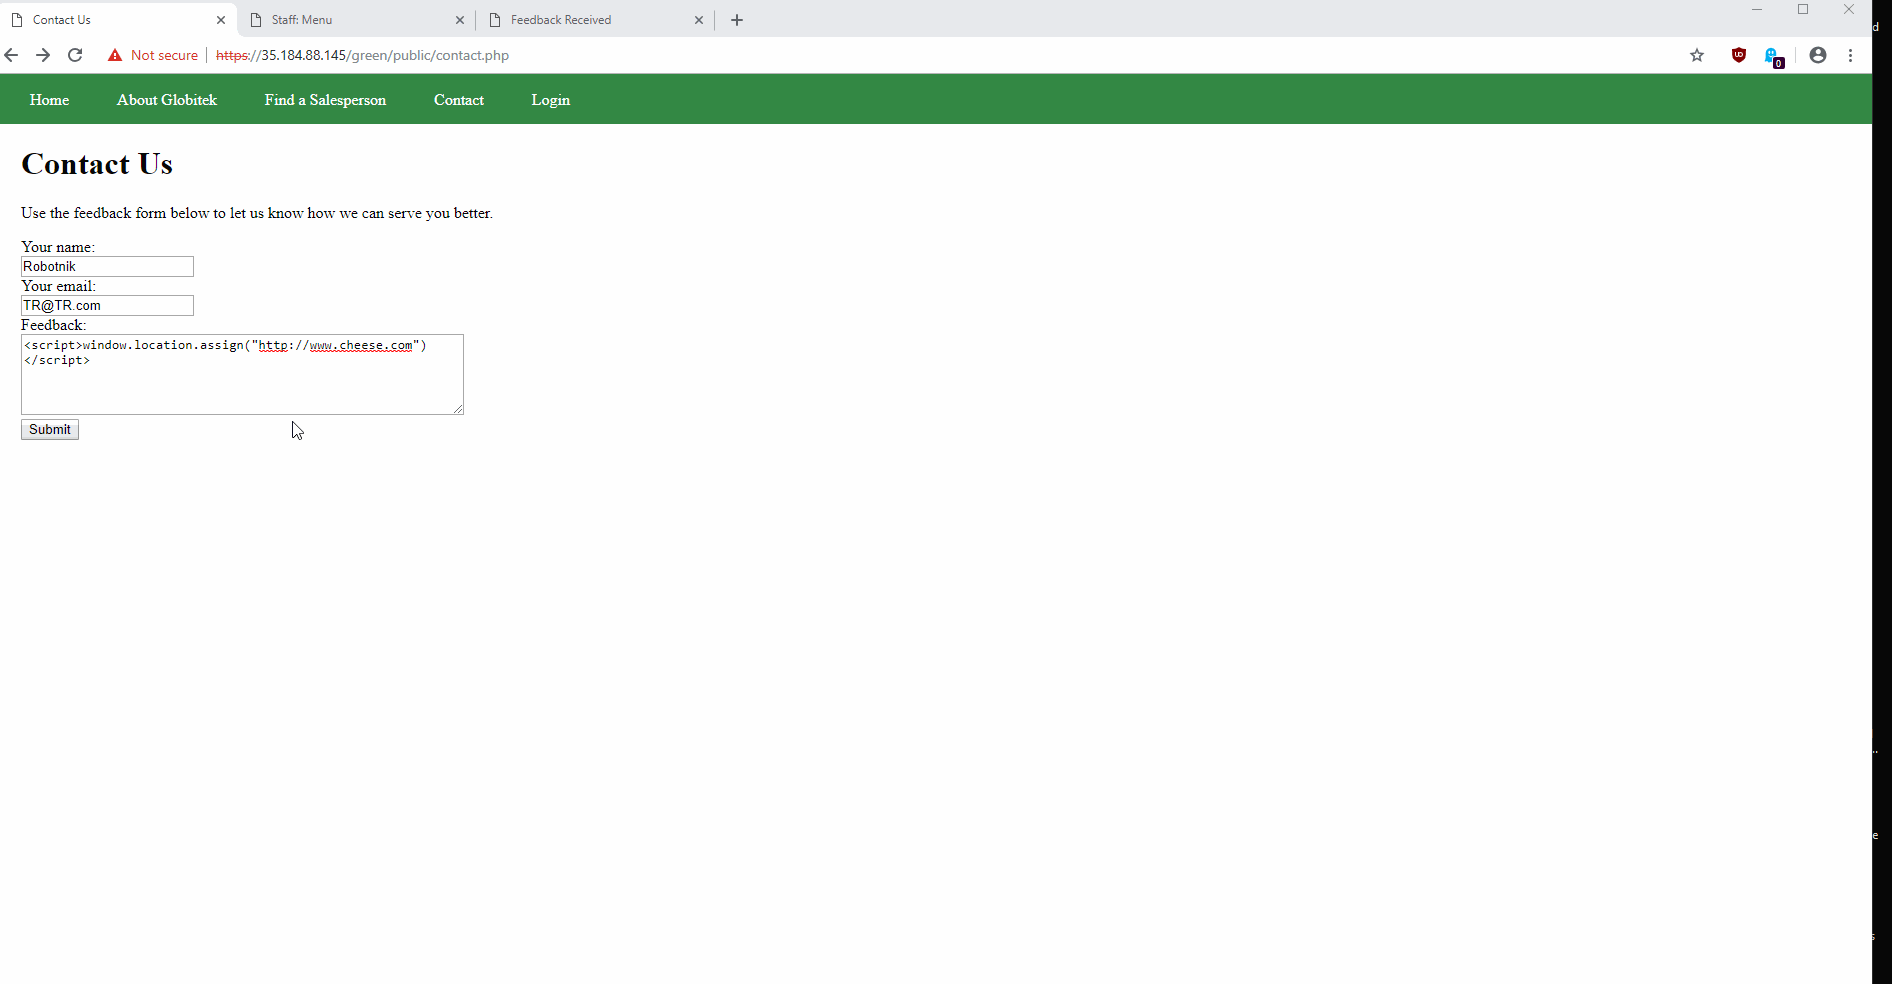 Contact Us
Staff: Menu
Feedback Received
Not secure
https://35.184.88.145/green/public/contact.php
0
Home
About Globitek
Find a Salesperson
Contact
Login
Contact Us
Use the feedback form below to let us know how we can serve you better.
Your name:
Robotnik
Your email:
TR@TR.com
Feedback:
<script>window.location.assign("http://www.cheese.com")
</script>
Submit
d
..
e
s